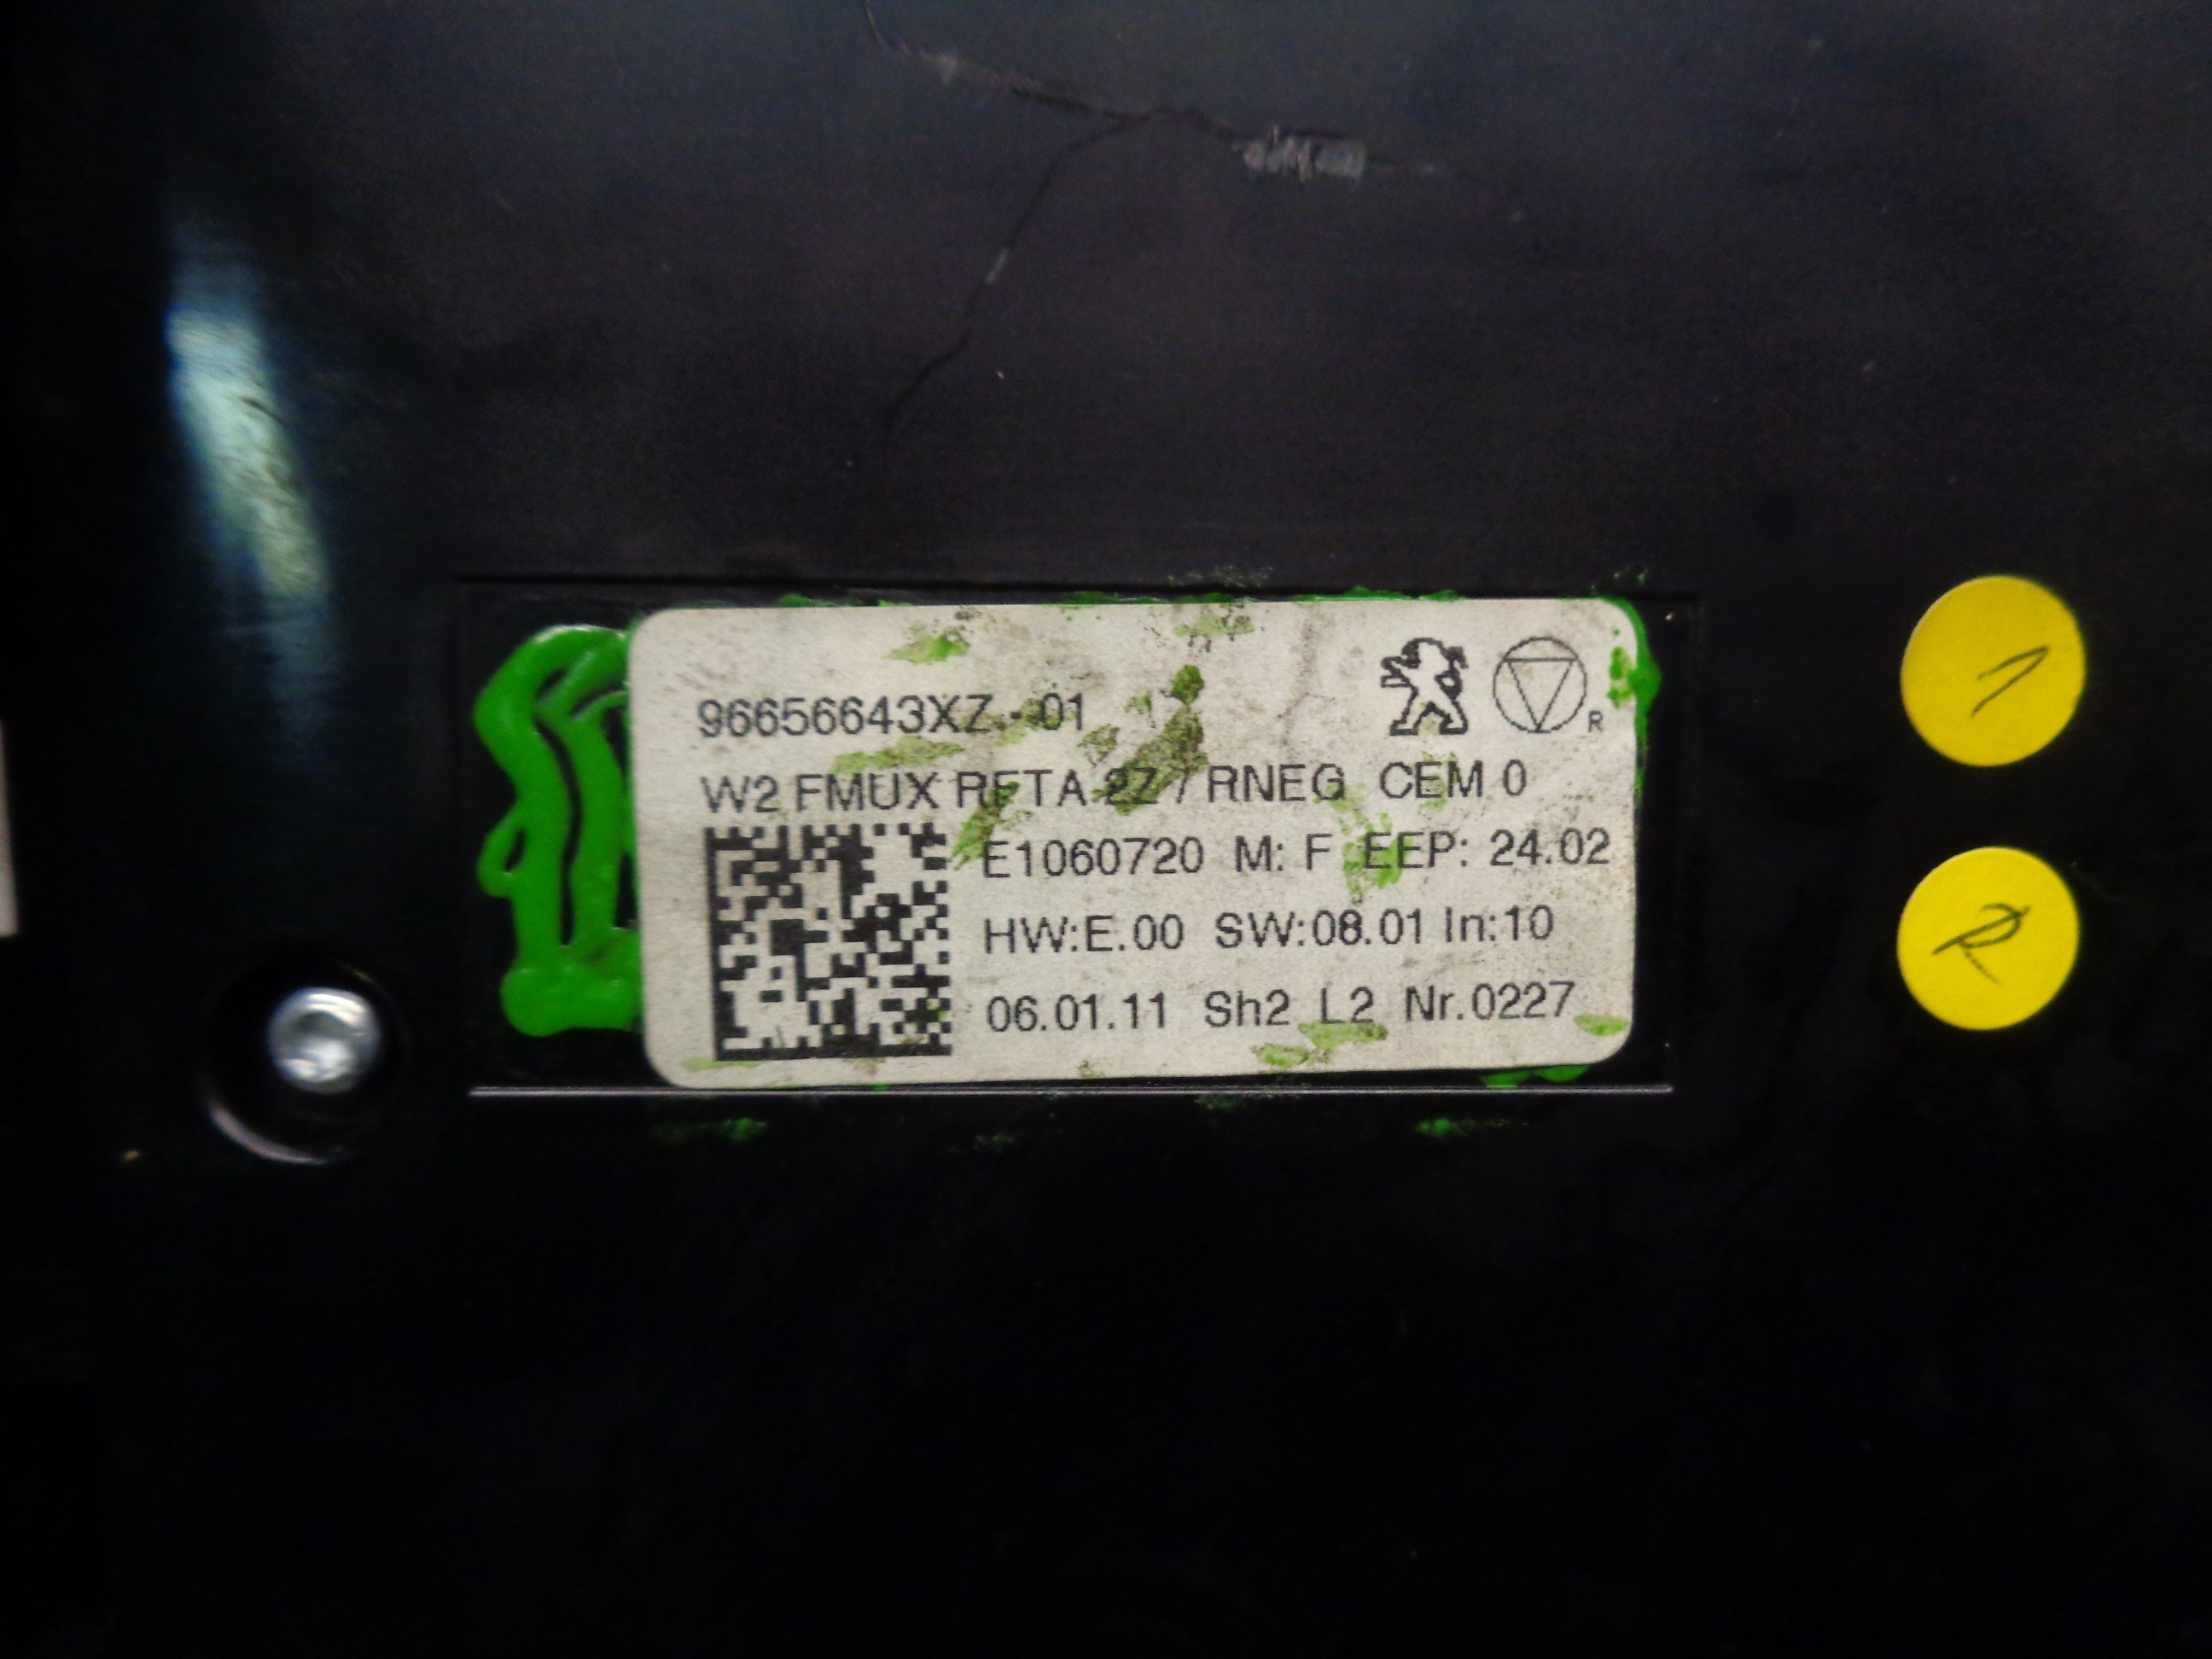 96656643XZ - 01
R
W2 FMUX RFTA 2Z / RNEG CEM 0
E1060720 M: F EEP: 24.02
HW:E.00 SW:08.01 In:10
06.01.11 Sh2 L2 Nr.0227
1
R